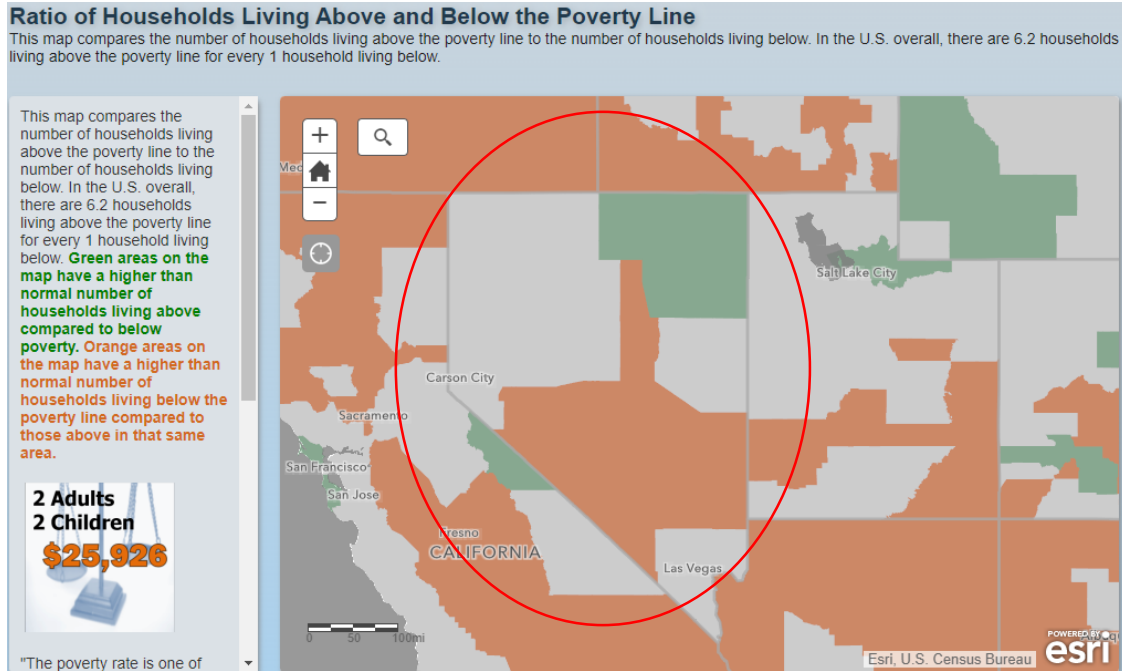 Ratio of Households Living Above and Below the Poverty Line
This map compares the number of households living above the poverty line to the number of households living below. In the U.S. overall, there are 6.2 households
living above the poverty line for every 1 household living below.
This map compares the
number of households living
above the poverty line to the
number of households living
below. In the U.S. overall,
there are 6.2 households
living above the poverty line
for every 1 household living
below. Green areas on the
map have a higher than
normal number of
households living above
compared to below
poverty. Orange areas on
the map have a higher than
normal number of
households living below the
poverty line compared to
those above in that same
area.
2 Adults
2 Children
$25,926
"The poverty rate is one of
+
−
Med
Salt Lake City
Carson City
Sacramento
San Francisco
San Jose
Fresno
CALIFORNIA
Las Vegas
0 50 100mi
Esri, U.S. Census Bureau
POWERED BY
esri